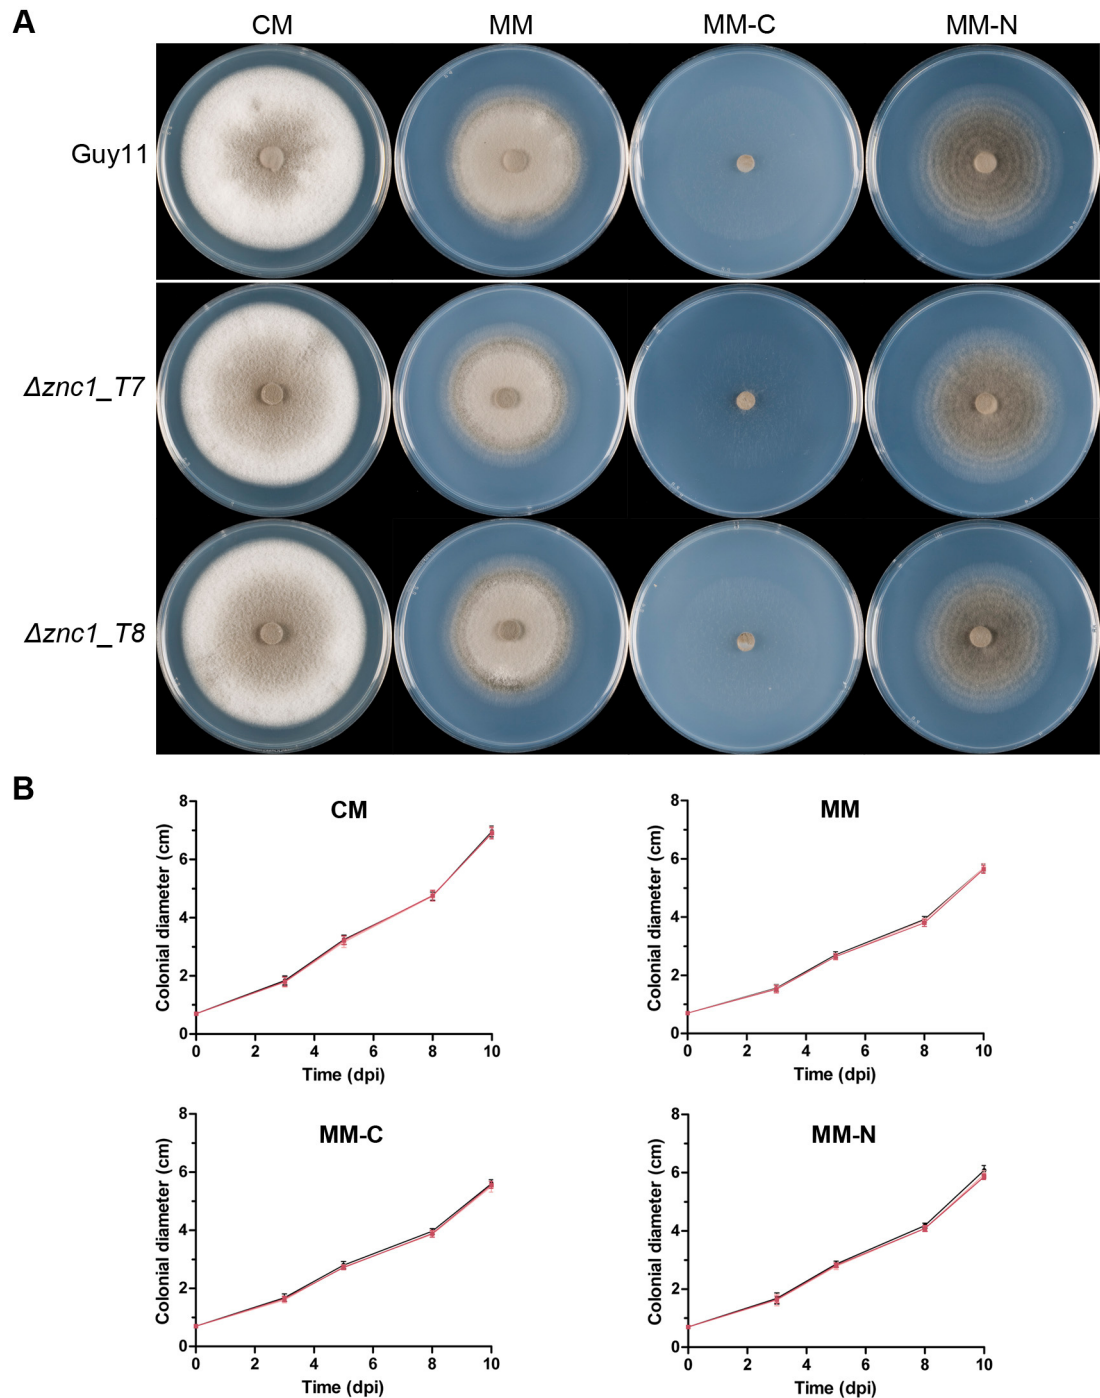 A
CM MM MM-C MM-N
Guy11
Δznc1_T7
Δznc1_T8
B
CM
Colonial diameter (cm)
8
6
4
2
0
0 2 4 6 8 10
Time (dpi)
MM
Colonial diameter (cm)
8
6
4
2
0
0 2 4 6 8 10
Time (dpi)
MM-C
Colonial diameter (cm)
8
6
4
2
0
0 2 4 6 8 10
Time (dpi)
MM-N
Colonial diameter (cm)
8
6
4
2
0
0 2 4 6 8 10
Time (dpi)